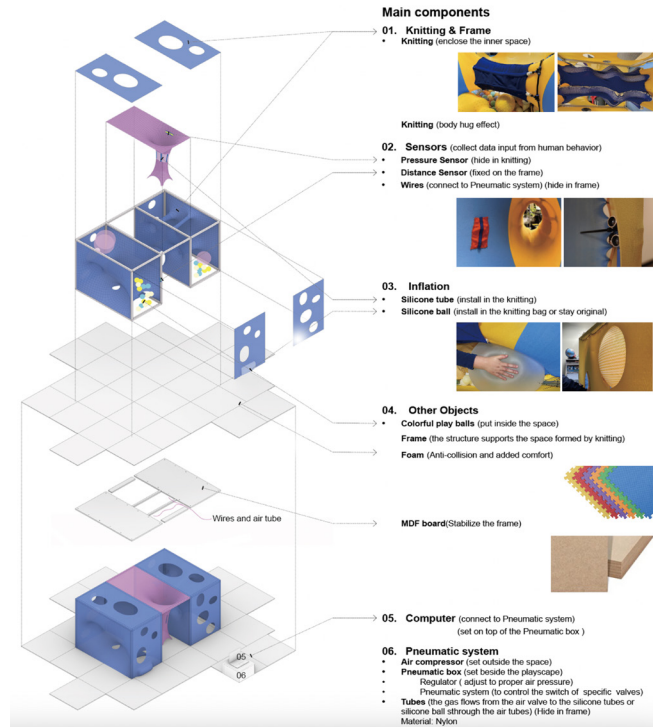 Main components
01. Knitting & Frame
• Knitting (enclose the inner space)
Knitting (body hug effect)
02. Sensors (collect data input from human behavior)
• Pressure Sensor (hide in knitting)
• Distance Sensor (fixed on the frame)
• Wires (connect to Pneumatic system) (hide in frame)
03. Inflation
• Silicone tube (install in the knitting)
• Silicone ball (install in the knitting bag or stay original)
04. Other Objects
• Colorful play balls (put inside the space)
Frame (the structure supports the space formed by knitting)
Foam (Anti-collision and added comfort)
Wires and air tube
MDF board(Stabilize the frame)
05. Computer (connect to Pneumatic system)
(set on top of the Pneumatic box )
05
06
06. Pneumatic system
• Air compressor (set outside the space)
• Pneumatic box (set beside the playscape)
Regulator ( adjust to proper air pressure)
Pneumatic system (to control the switch of specific valves)
• Tubes (the gas flows from the air valve to the silicone tubes or
silicone ball sthrough the air tubes) (Hide in frame)
Material: Nylon